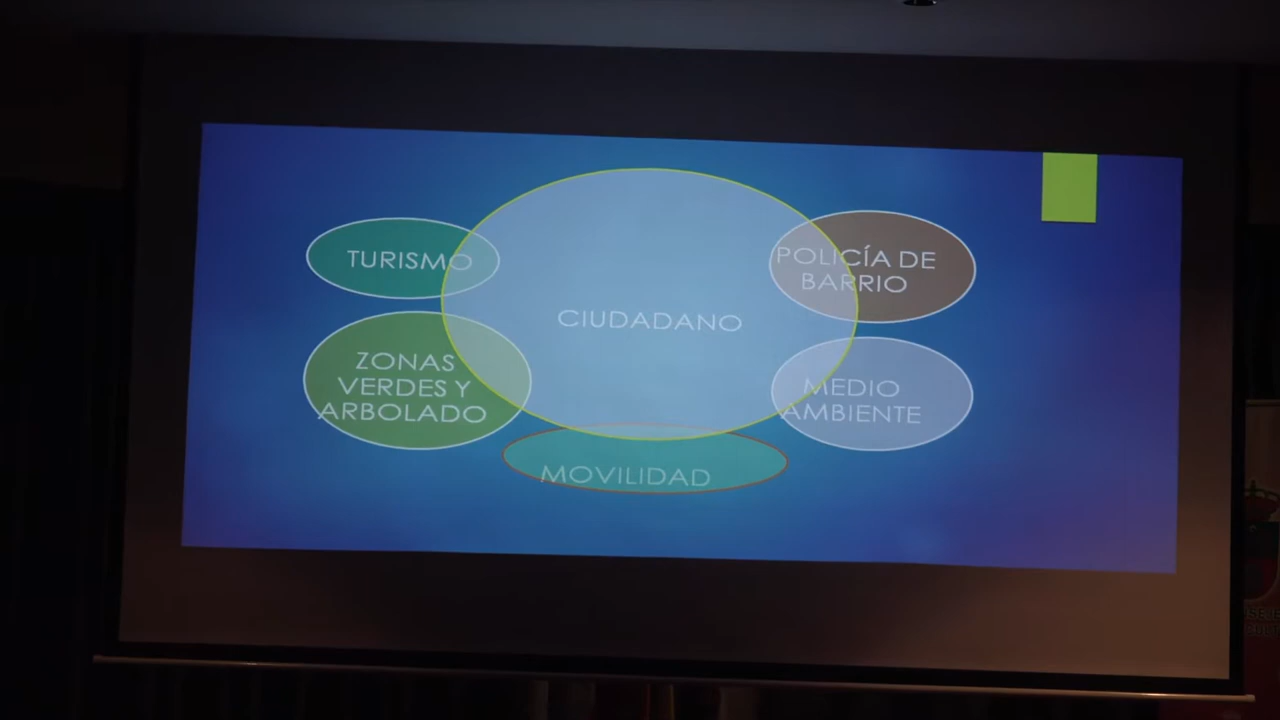 TURISMO
POLICÍA DE
BARRIO
CIUDADANO
ZONAS
VERDES Y
ARBOLADO
MEDIO
AMBIENTE
MOVILIDAD